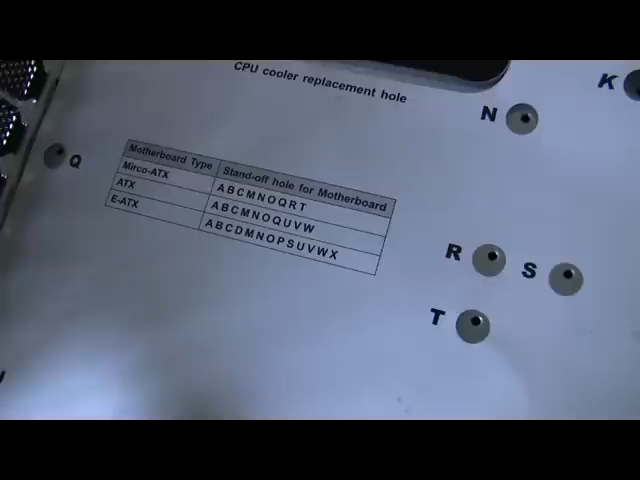 CPU cooler replacement hole
K
N
Q
Motherboard Type Stand-off hole for Motherboard
Mirco-ATX ABCMNOQRT
ATX ABCMNOQUVW
E-ATX ABCDMNOPSUVWX
R S
T